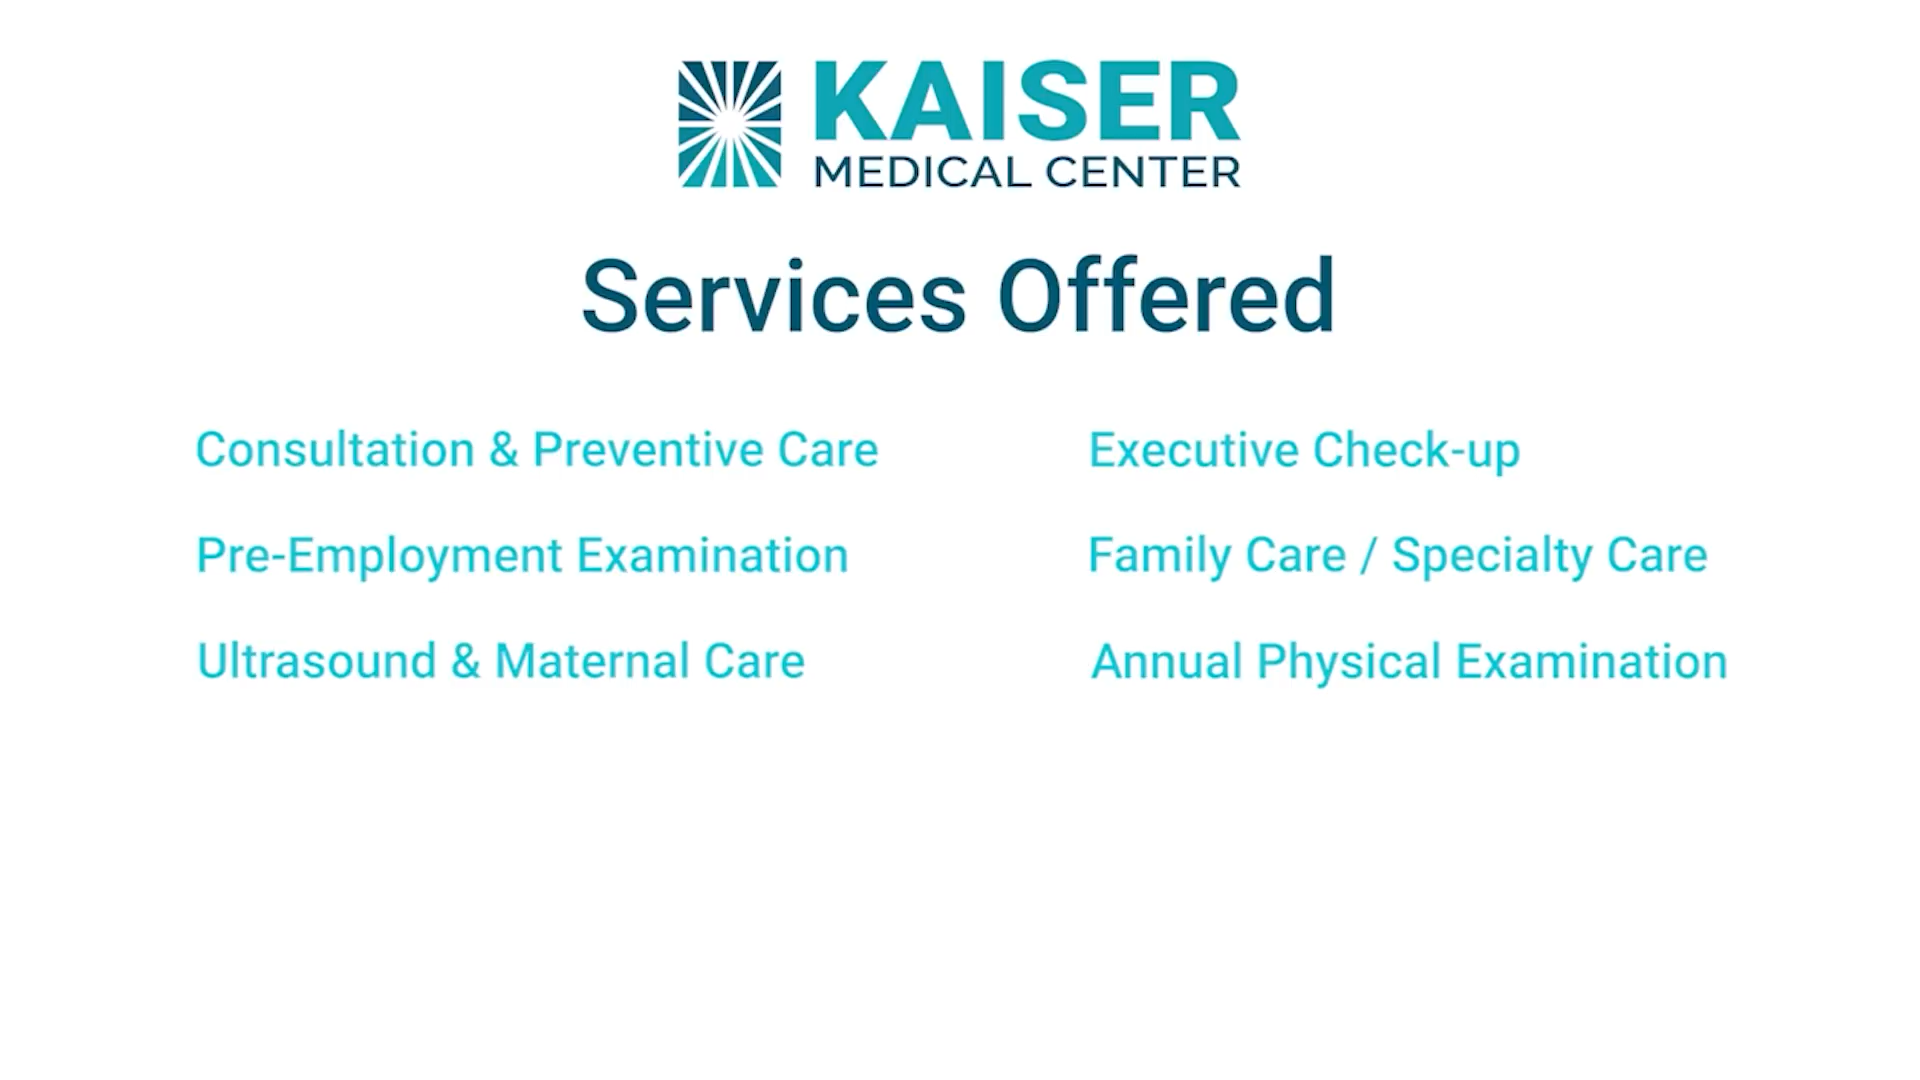 KAISER
MEDICAL CENTER
Services Offered
Consultation & Preventive Care
Pre-Employment Examination
Ultrasound & Maternal Care
Executive Check-up
Family Care / Specialty Care
Annual Physical Examination